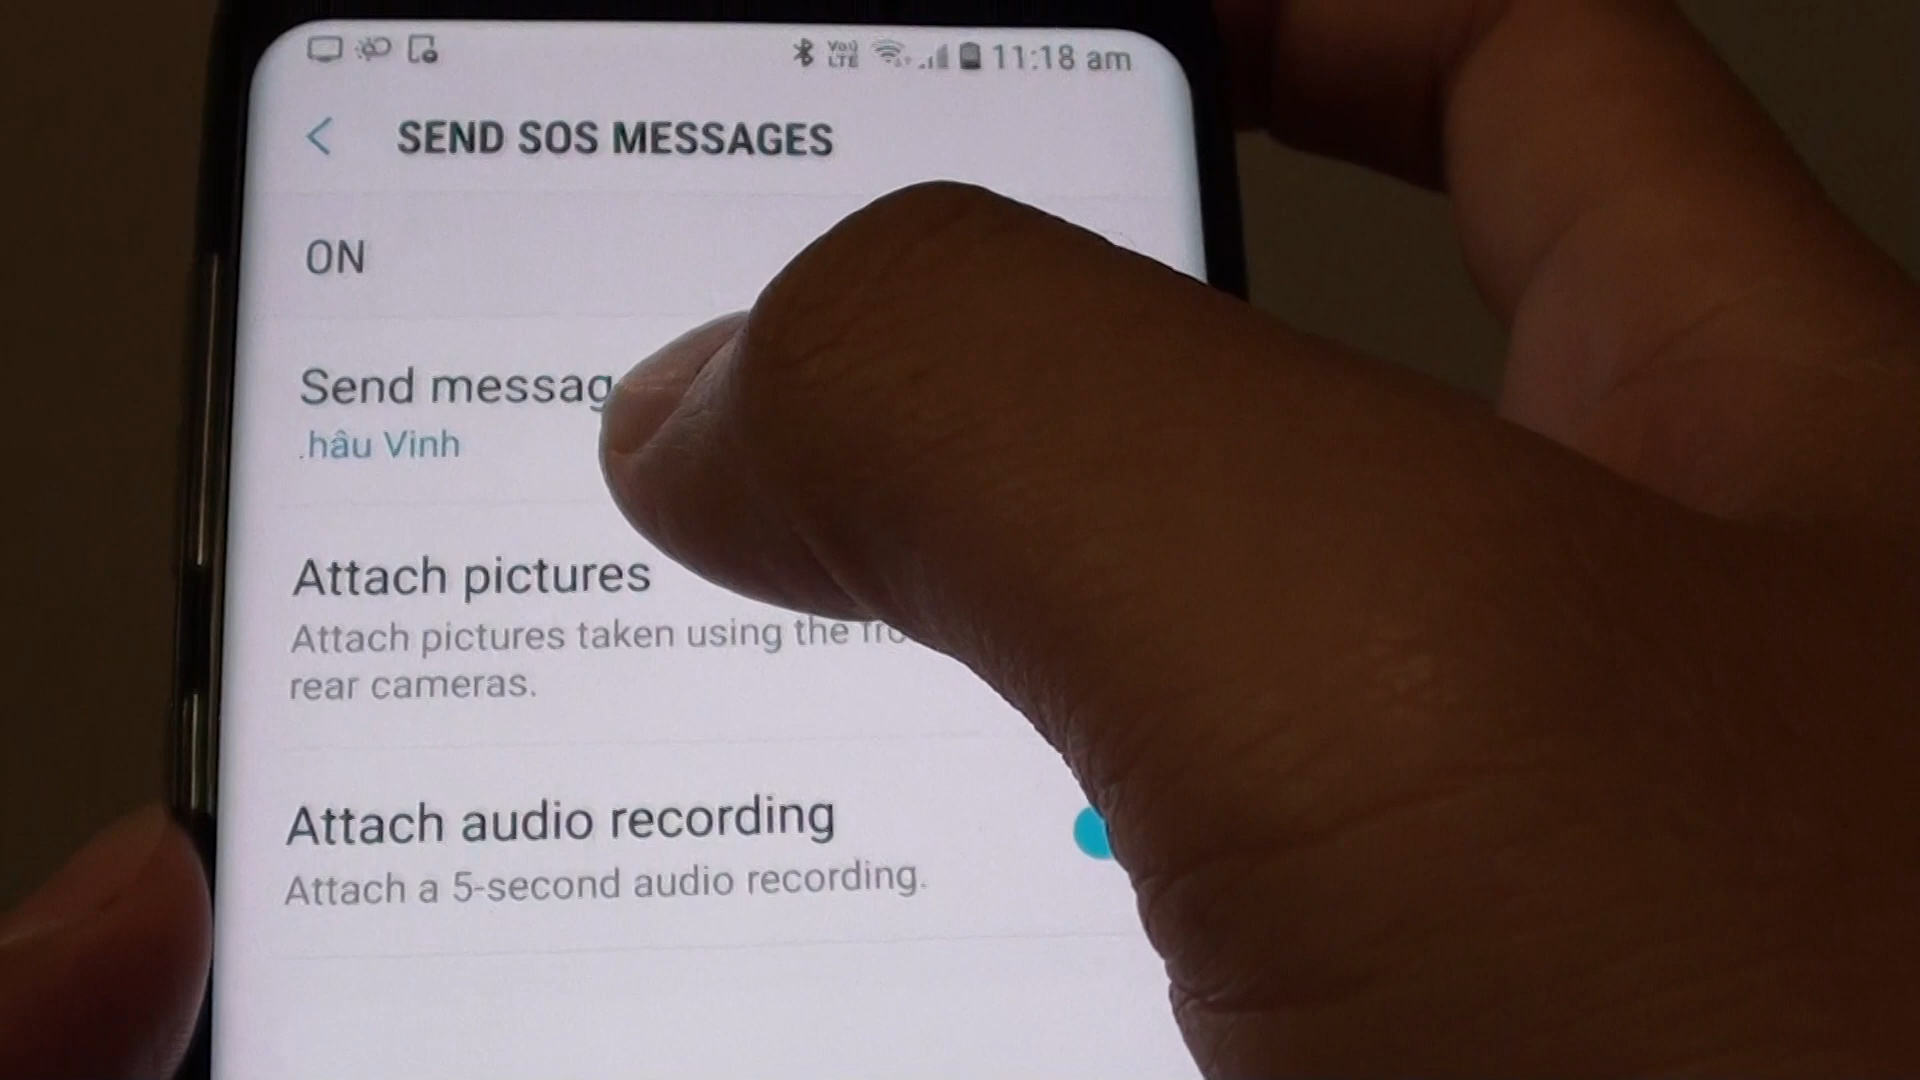 VoLTE 11:18 am
SEND SOS MESSAGES
ON
Send messag
.hâu Vinh
Attach pictures
Attach pictures taken using the
rear cameras.
Attach audio recording
Attach a 5-second audio recording.